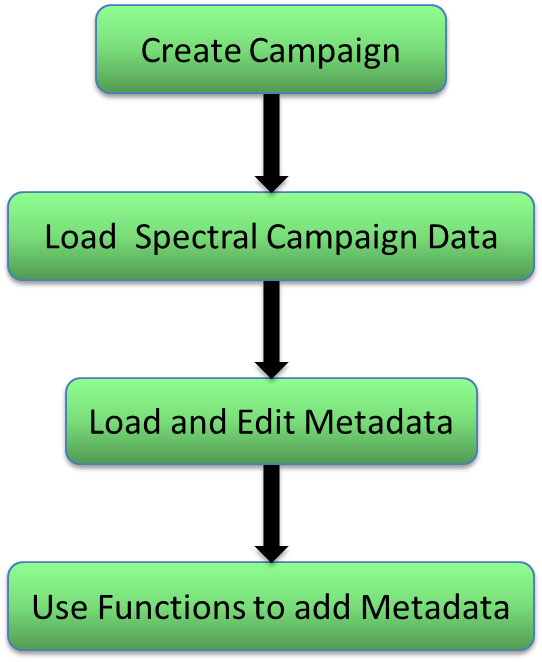 Create Campaign
Load  Spectral Campaign Data
Load and Edit Metadata
Use Functions to add Metadata